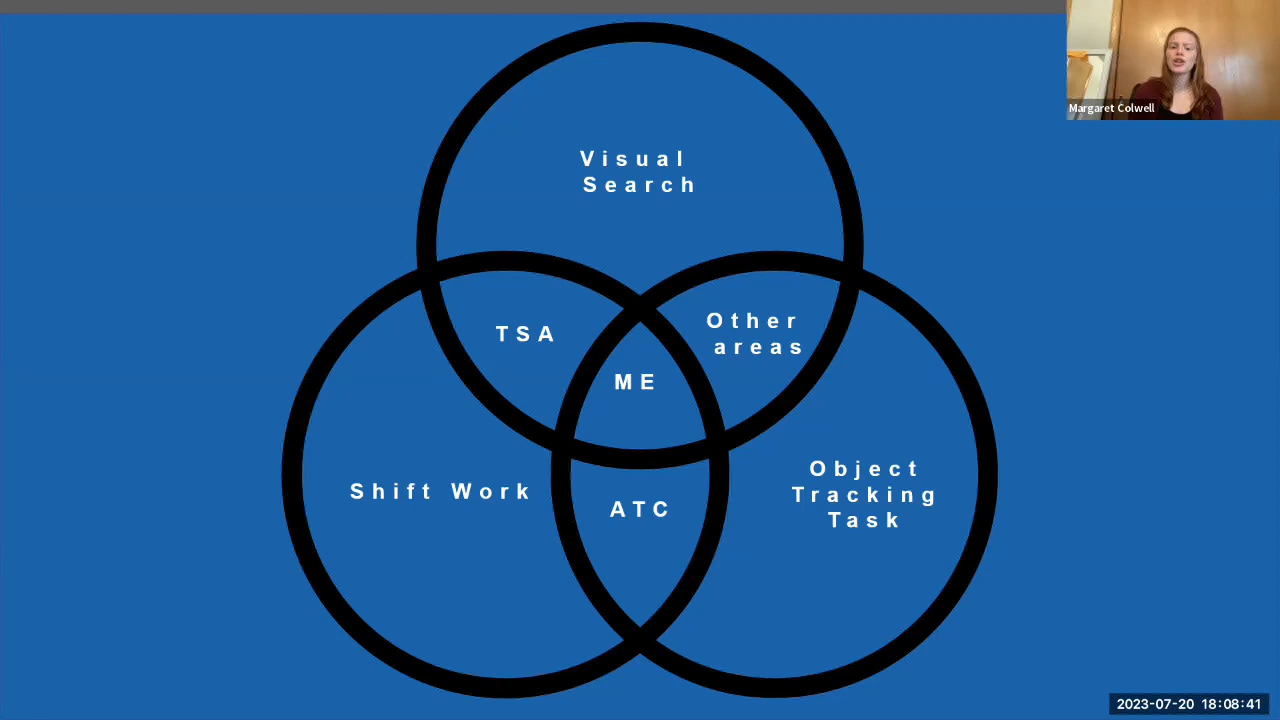 Visual
Search
TSA
Other
areas
ME
Shift Work
Object
Tracking
Task
ATC
Margaret Colwell
2023-07-20 18:08:41